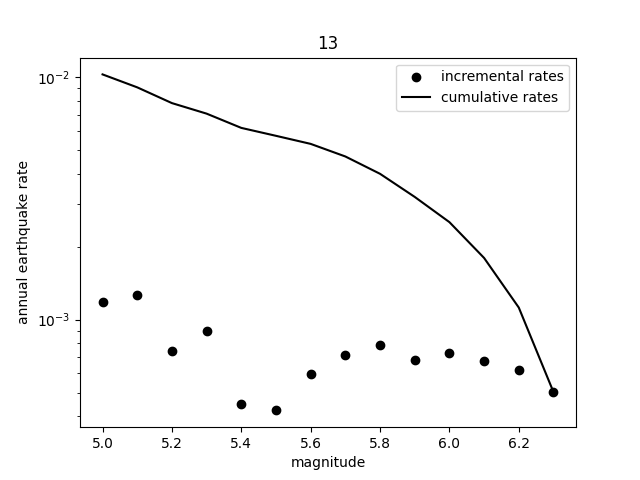 13
incremental rates
cumulative rates
annual earthquake rate
10⁻²
10⁻³
5.0 5.2 5.4 5.6 5.8 6.0 6.2
magnitude